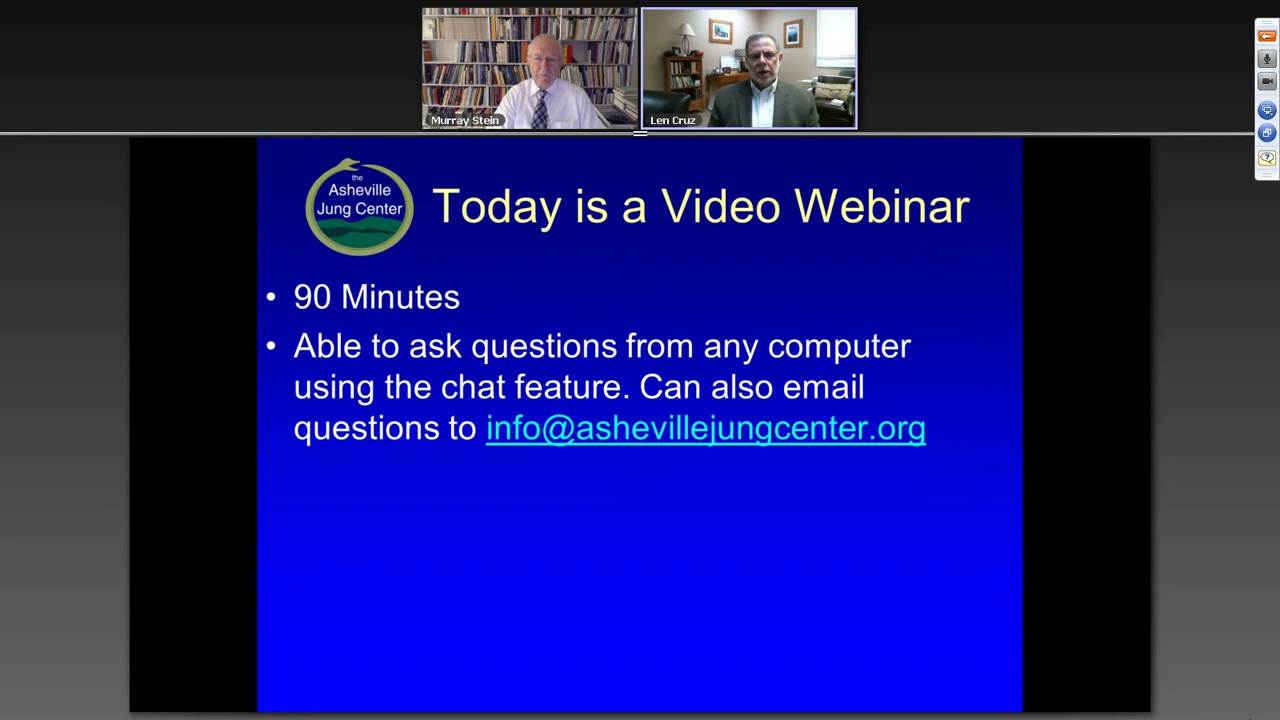 Murray Stein
Len Cruz
the
Asheville
Jung Center
Today is a Video Webinar
• 90 Minutes
• Able to ask questions from any computer
using the chat feature. Can also email
questions to info@ashevillejungcenter.org